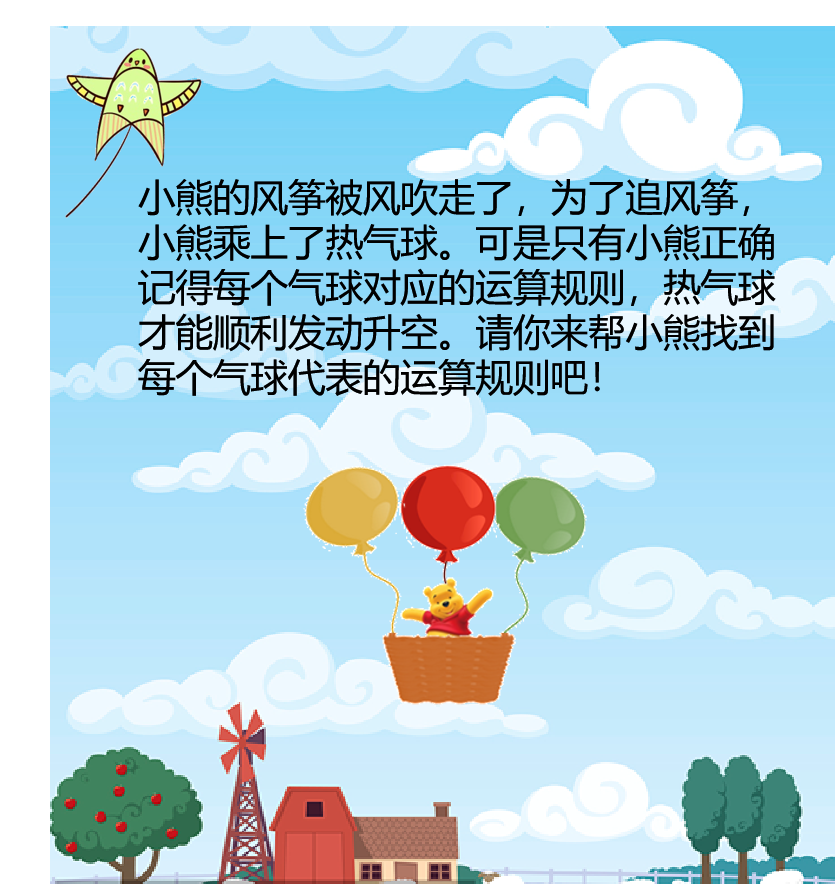 小熊的风筝被风吹走了，为了追风筝，
小熊乘上了热气球。可是只有小熊正确
记得每个气球对应的运算规则，热气球
才能顺利发动升空。请你来帮小熊找到
每个气球代表的运算规则吧！